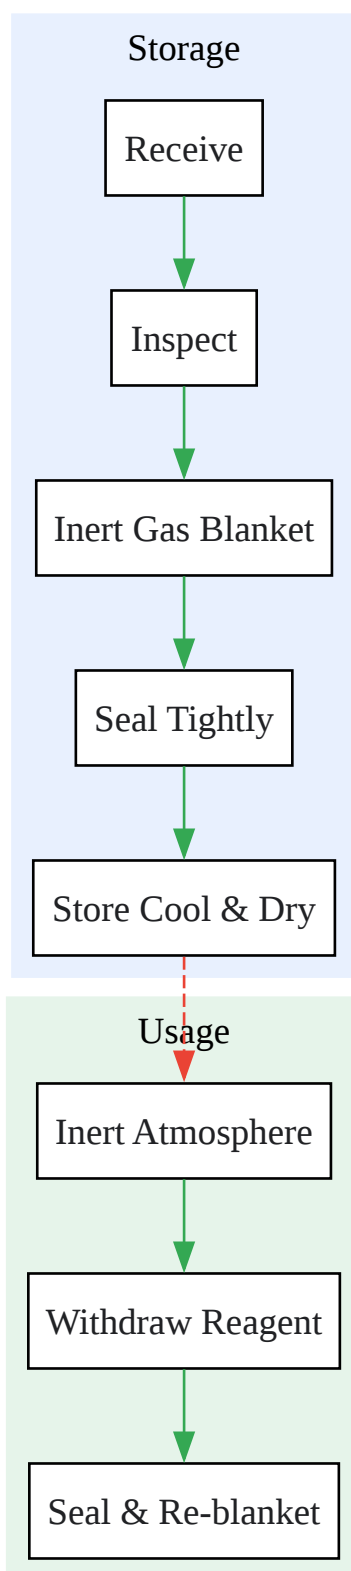 Storage
Receive
Inspect
Inert Gas Blanket
Seal Tightly
Store Cool & Dry
Usage
Inert Atmosphere
Withdraw Reagent
Seal & Re-blanket